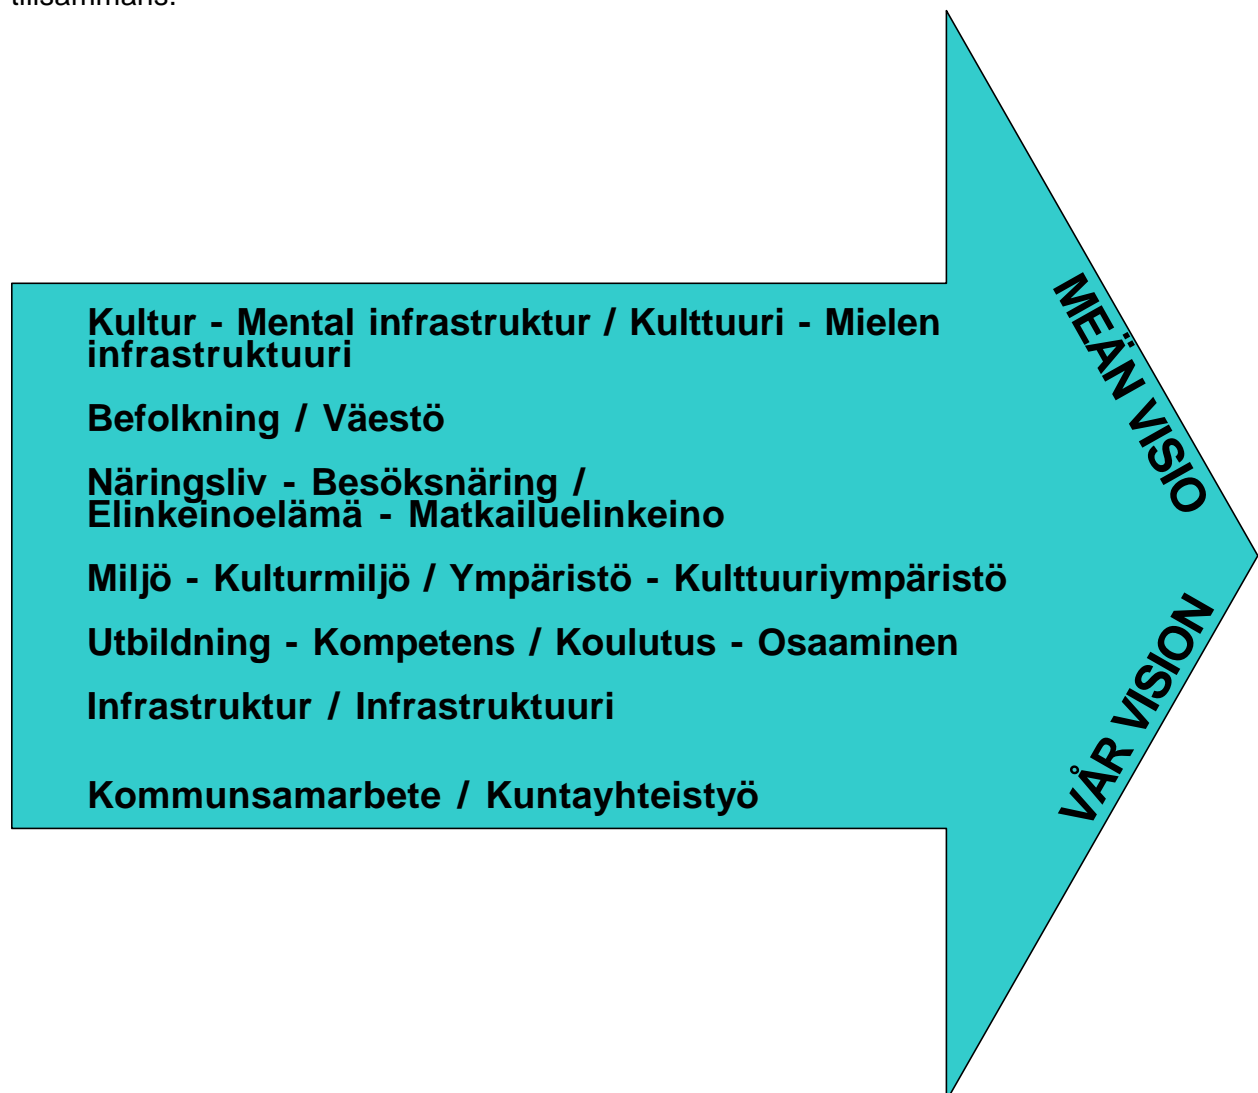 tillsammans.
Kultur - Mental infrastruktur / Kulttuuri - Mielen
infrastruktuuri
Befolkning / Väestö
Näringsliv - Besöksnäring /
Elinkeinoelämä - Matkailuelinkeino
Miljö - Kulturmiljö / Ympäristö - Kulttuuriympäristö
Utbildning - Kompetens / Koulutus - Osaaminen
Infrastruktur / Infrastruktuuri
Kommunsamarbete / Kuntayhteistyö
MEÄN VISIO
VÅR VISION